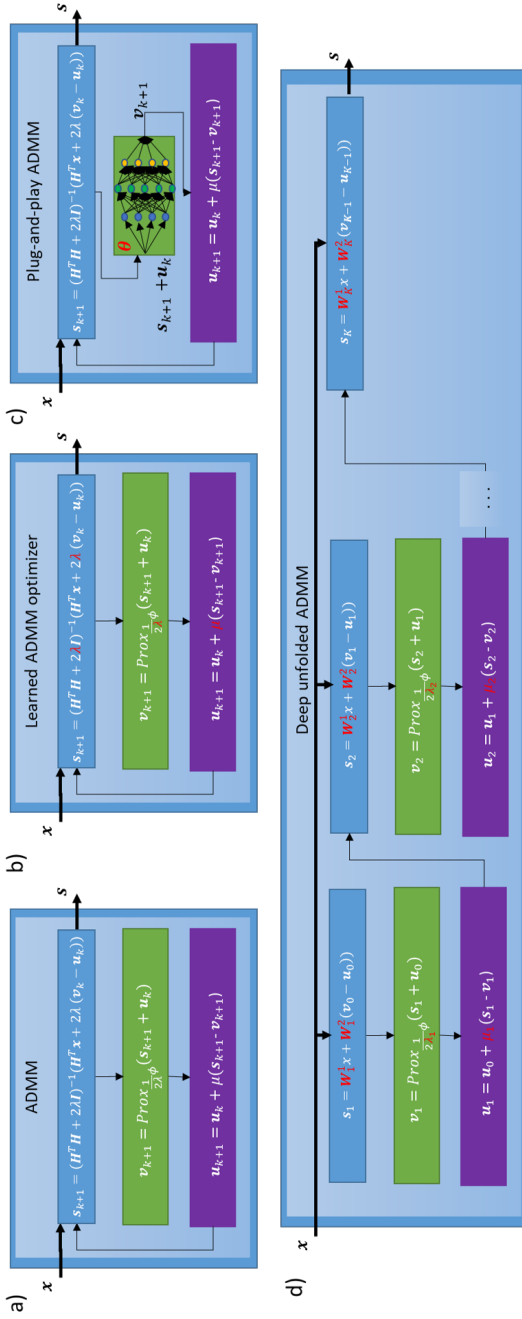 a)
ADMM
x
s
s_{k+1} = (H^T H + 2λI)^{-1}(H^T x + 2λ (v_k − u_k))
v_{k+1} = Prox_{\frac{1}{2λ}ϕ}(s_{k+1} + u_k)
u_{k+1} = u_k + μ(s_{k+1}- v_{k+1})
b)
Learned ADMM optimizer
x
s
s_{k+1} = (H^T H + 2λI)^{-1}(H^T x + 2λ (v_k − u_k))
v_{k+1} = Prox_{\frac{1}{2λ}ϕ}(s_{k+1} + u_k)
u_{k+1} = u_k + μ(s_{k+1}- v_{k+1})
c)
Plug-and-play ADMM
x
s
s_{k+1} = (H^T H + 2λI)^{-1}(H^T x + 2λ (v_k − u_k))
θ
s_{k+1} + u_k
v_{k+1}
u_{k+1} = u_k + μ(s_{k+1}- v_{k+1})
d)
Deep unfolded ADMM
x
s
s_1 = W_1^1 x + W_1^2 (v_0 − u_0))
v_1 = Prox_{\frac{1}{2λ_1}ϕ}(s_1 + u_0)
u_1 = u_0 + μ_1(s_1 - v_1)
s_2 = W_2^1 x + W_2^2 (v_1 − u_1))
v_2 = Prox_{\frac{1}{2λ_2}ϕ}(s_2 + u_1)
u_2 = u_1 + μ_2(s_2 - v_2)
...
s_K = W_K^1 x + W_k^2 (v_{K−1} − u_{K−1}))